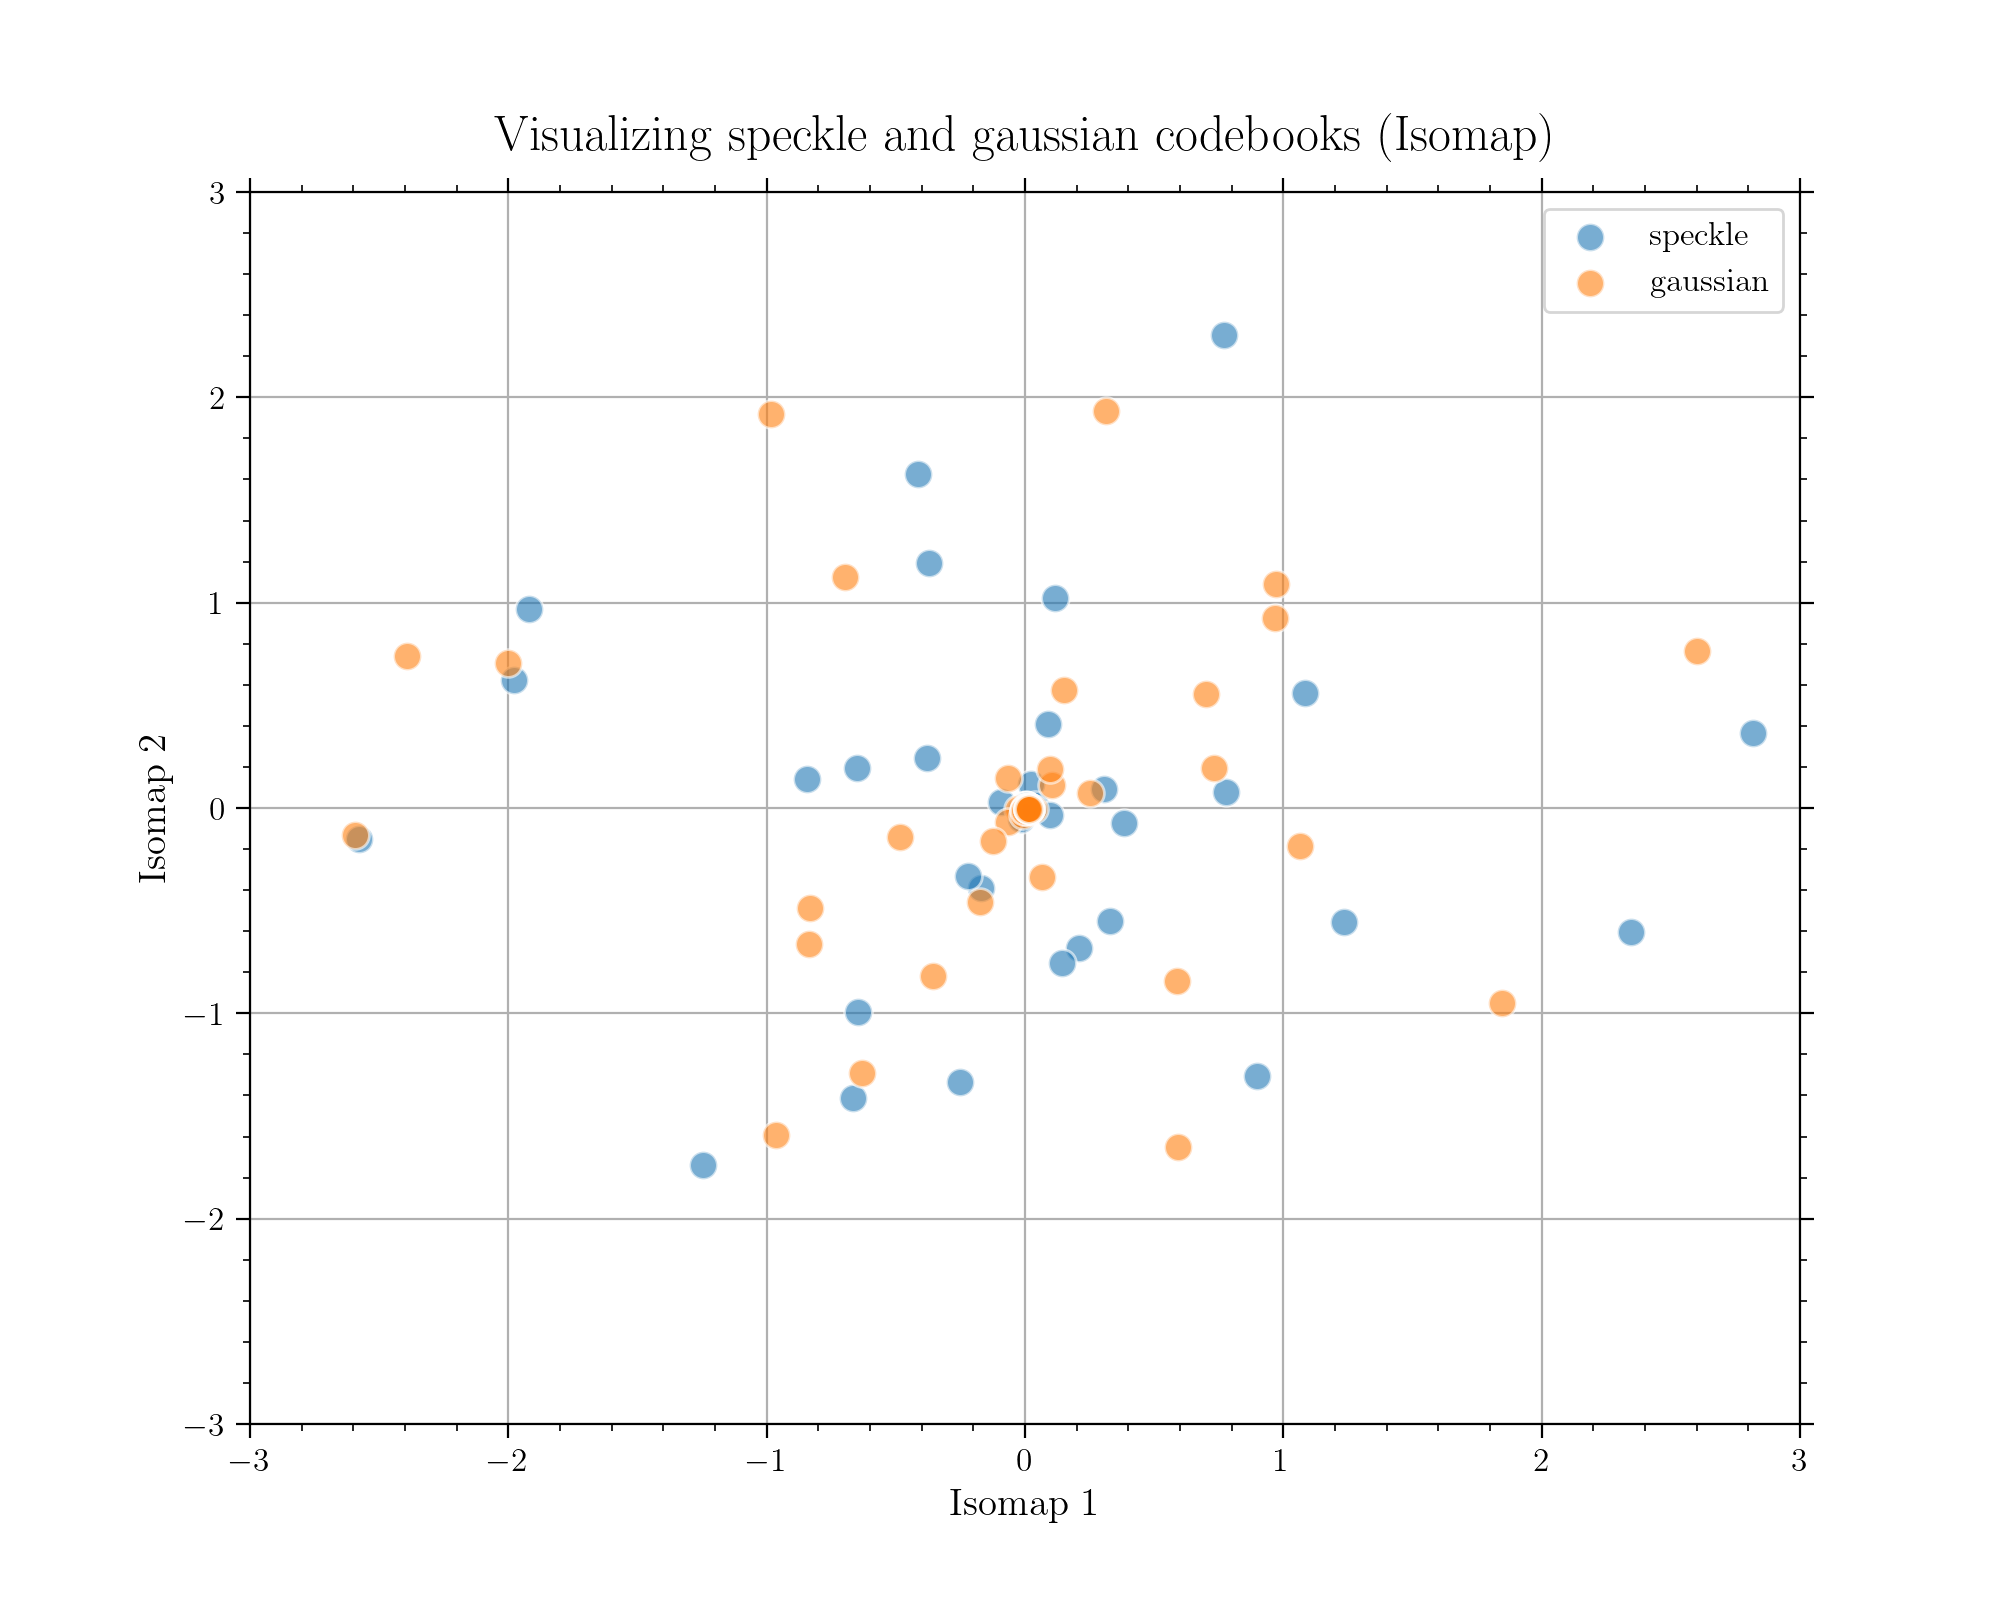 Visualizing speckle and gaussian codebooks (Isomap)
speckle
gaussian
3
2
1
0
−1
−2
−3
Isomap 2
−3
−2
−1
0
1
2
3
Isomap 1